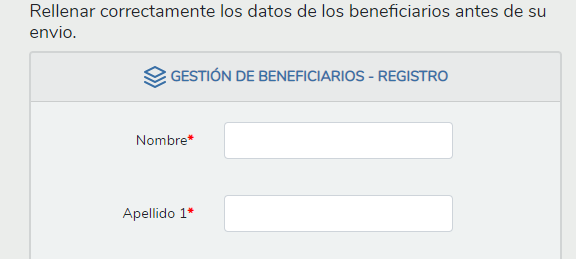 Rellenar correctamente los datos de los beneficiarios antes de su
envio.
GESTIÓN DE BENEFICIARIOS - REGISTRO
Nombre*
Apellido 1*